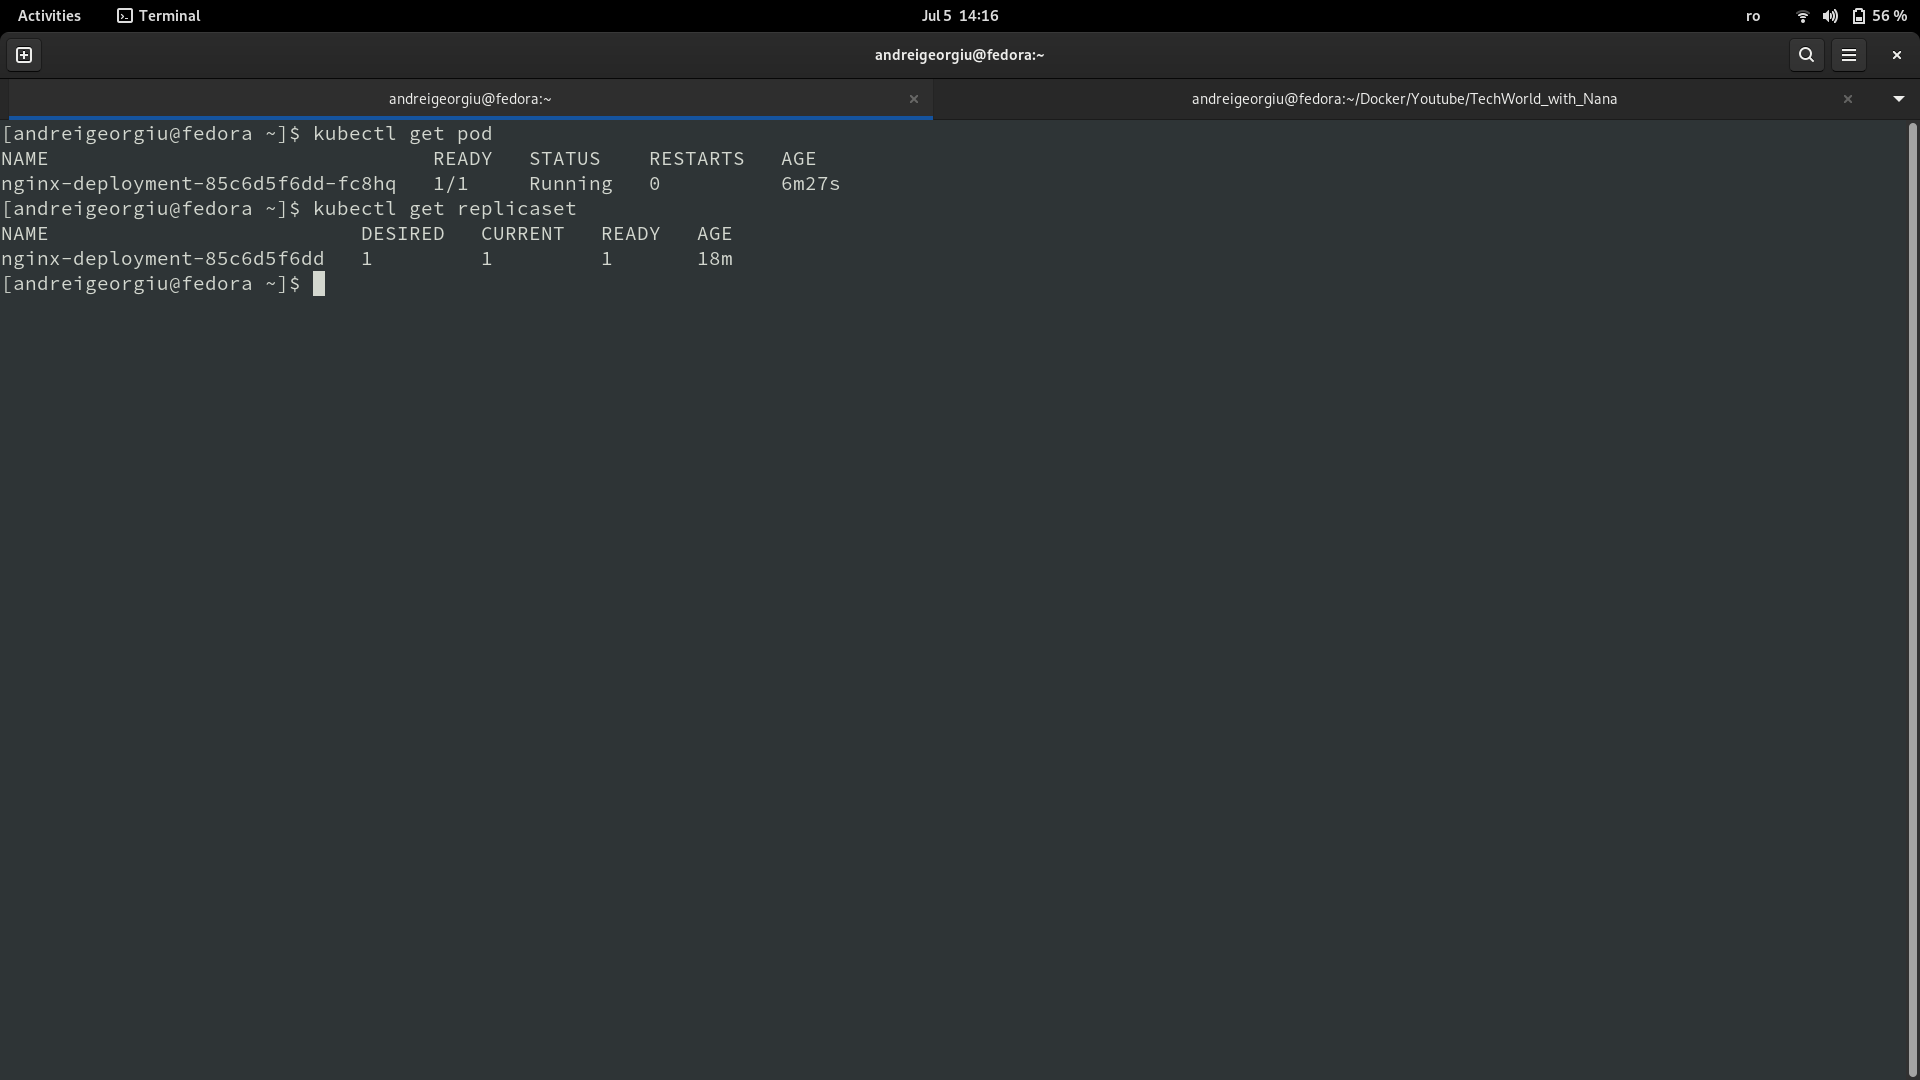 Activities Terminal Jul 5 14:16 ro 56 %
andreigeorgiu@fedora:~
andreigeorgiu@fedora:~ andreigeorgiu@fedora:~/Docker/Youtube/TechWorld_with_Nana
[andreigeorgiu@fedora ~]$ kubectl get pod
NAME                                READY   STATUS    RESTARTS   AGE
nginx-deployment-85c6d5f6dd-fc8hq   1/1     Running   0          6m27s
[andreigeorgiu@fedora ~]$ kubectl get replicaset
NAME                          DESIRED   CURRENT   READY   AGE
nginx-deployment-85c6d5f6dd   1         1         1       18m
[andreigeorgiu@fedora ~]$